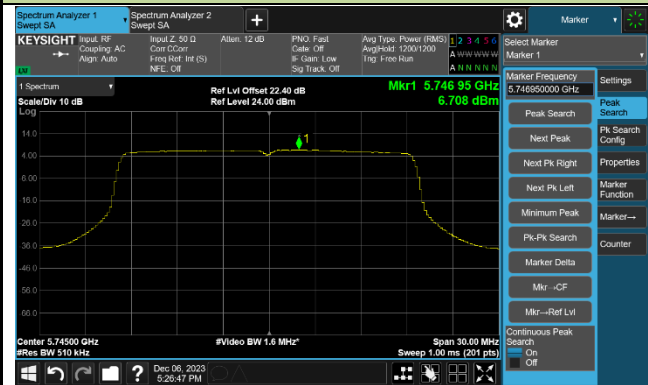 Spectrum Analyzer 1
Swept SA
Spectrum Analyzer 2
Swept SA
+
Marker
KEYSIGHT
Input: RF
Coupling: AC
Align: Auto
Input Z: 50 Ω
Corr CCorr
Freq Ref: Int (S)
NFE: Off
Atten: 12 dB
PNO: Fast
Gate: Off
IF Gain: Low
Sig Track: Off
Avg Type: Power (RMS)
Avg|Hold: 1200/1200
Trig: Free Run
1 2 3 4 5 6
A W W W W W
A N N N N N
LXI
Select Marker
Marker 1
1 Spectrum
Scale/Div 10 dB
Log
Ref Lvl Offset 22.40 dB
Ref Level 24.00 dBm
Mkr1 5.746 95 GHz
6.708 dBm
14.0
4.00
-6.00
-16.0
-26.0
-36.0
-46.0
-56.0
-66.0
1
Center 5.74500 GHz
#Res BW 510 kHz
#Video BW 1.6 MHz*
Span 30.00 MHz
Sweep 1.00 ms (201 pts)
Marker Frequency
5.746950000 GHz
Peak Search
Next Peak
Next Pk Right
Next Pk Left
Minimum Peak
Pk-Pk Search
Marker Delta
Mkr→CF
Mkr→Ref Lvl
Continuous Peak
Search
On
Off
Settings
Peak
Search
Pk Search
Config
Properties
Marker
Function
Marker→
Counter
?
Dec 06, 2023
5:26:47 PM